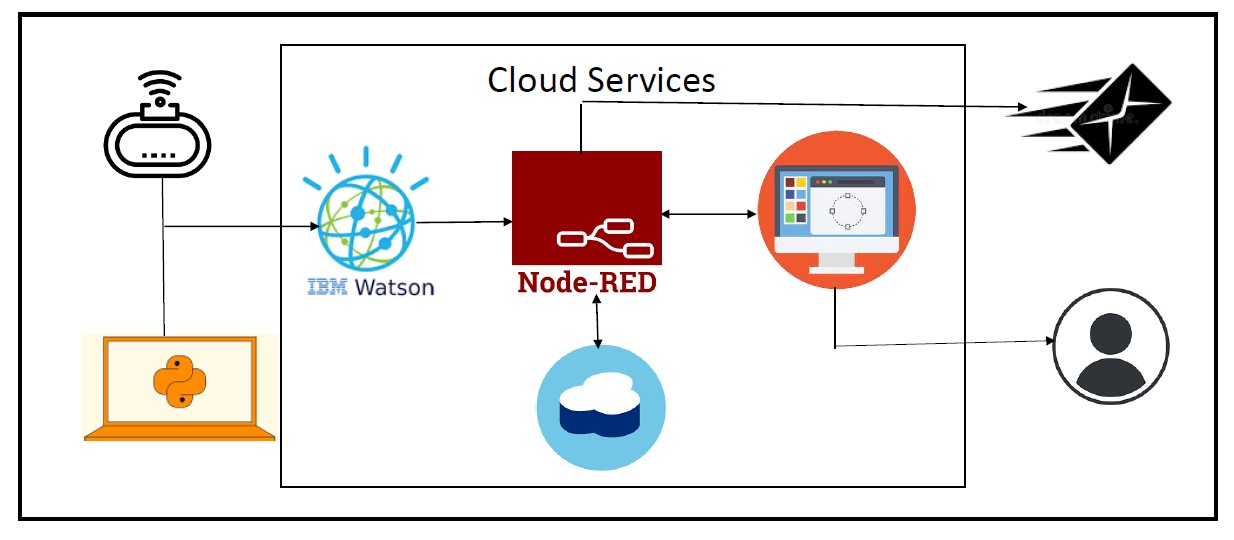 Cloud Services
IBM Watson
Node-RED